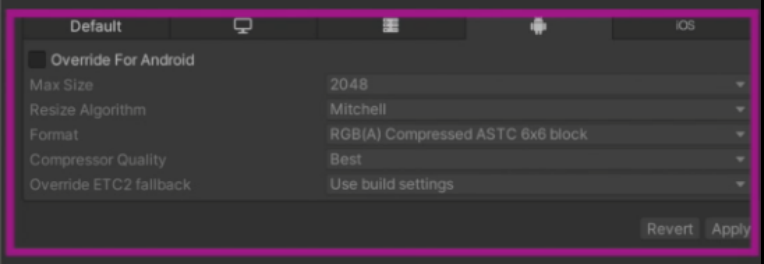 Default iOS
Override For Android
Max Size 2048
Resize Algorithm Mitchell
Format RGB(A) Compressed ASTC 6x6 block
Compressor Quality Best
Override ETC2 fallback Use build settings
Revert Apply